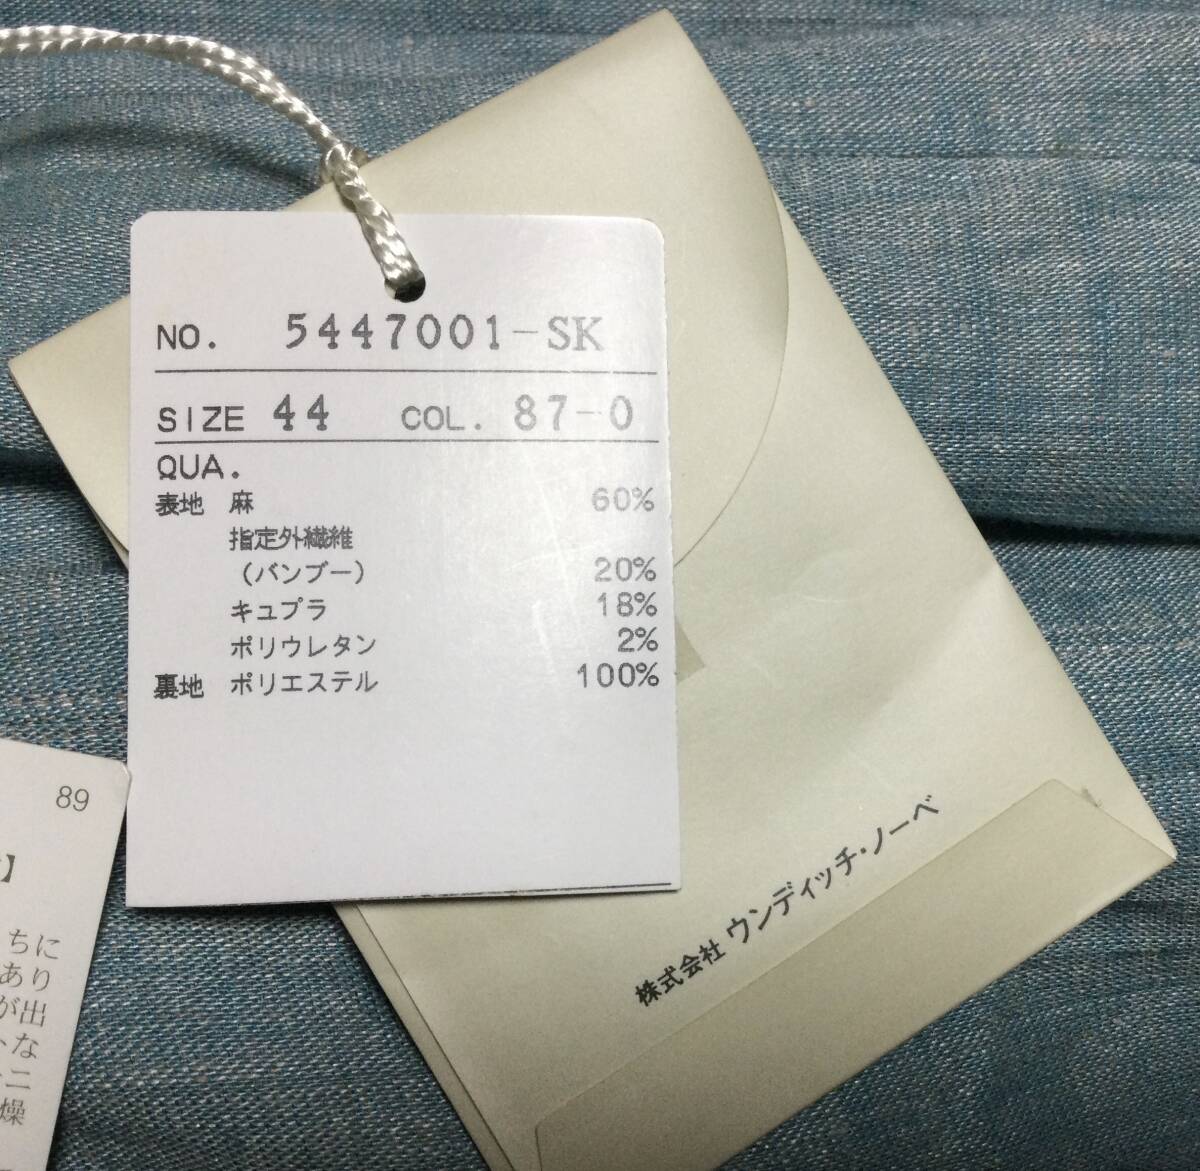 NO. 5447001-SK
SIZE 44 COL. 87-0
QUA.
表地 麻 60%
指定外繊維
(バンブー) 20%
キュプラ 18%
ポリウレタン 2%
裏地 ポリエステル 100%
株式会社 ウンディッチ・ノーベ
89
】
ちに
あり
が出
な
ニ
燥